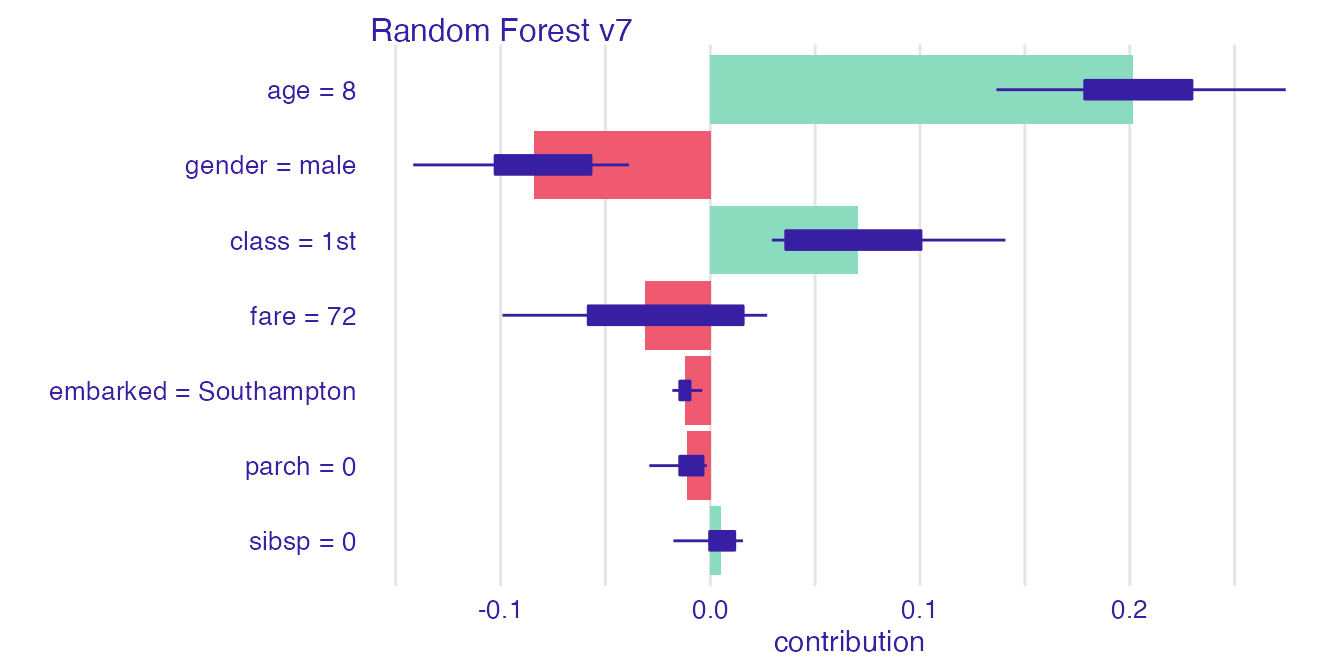 Random Forest v7
age = 8
gender = male
class = 1st
fare = 72
embarked = Southampton
parch = 0
sibsp = 0
-0.1 0.0 0.1 0.2
contribution